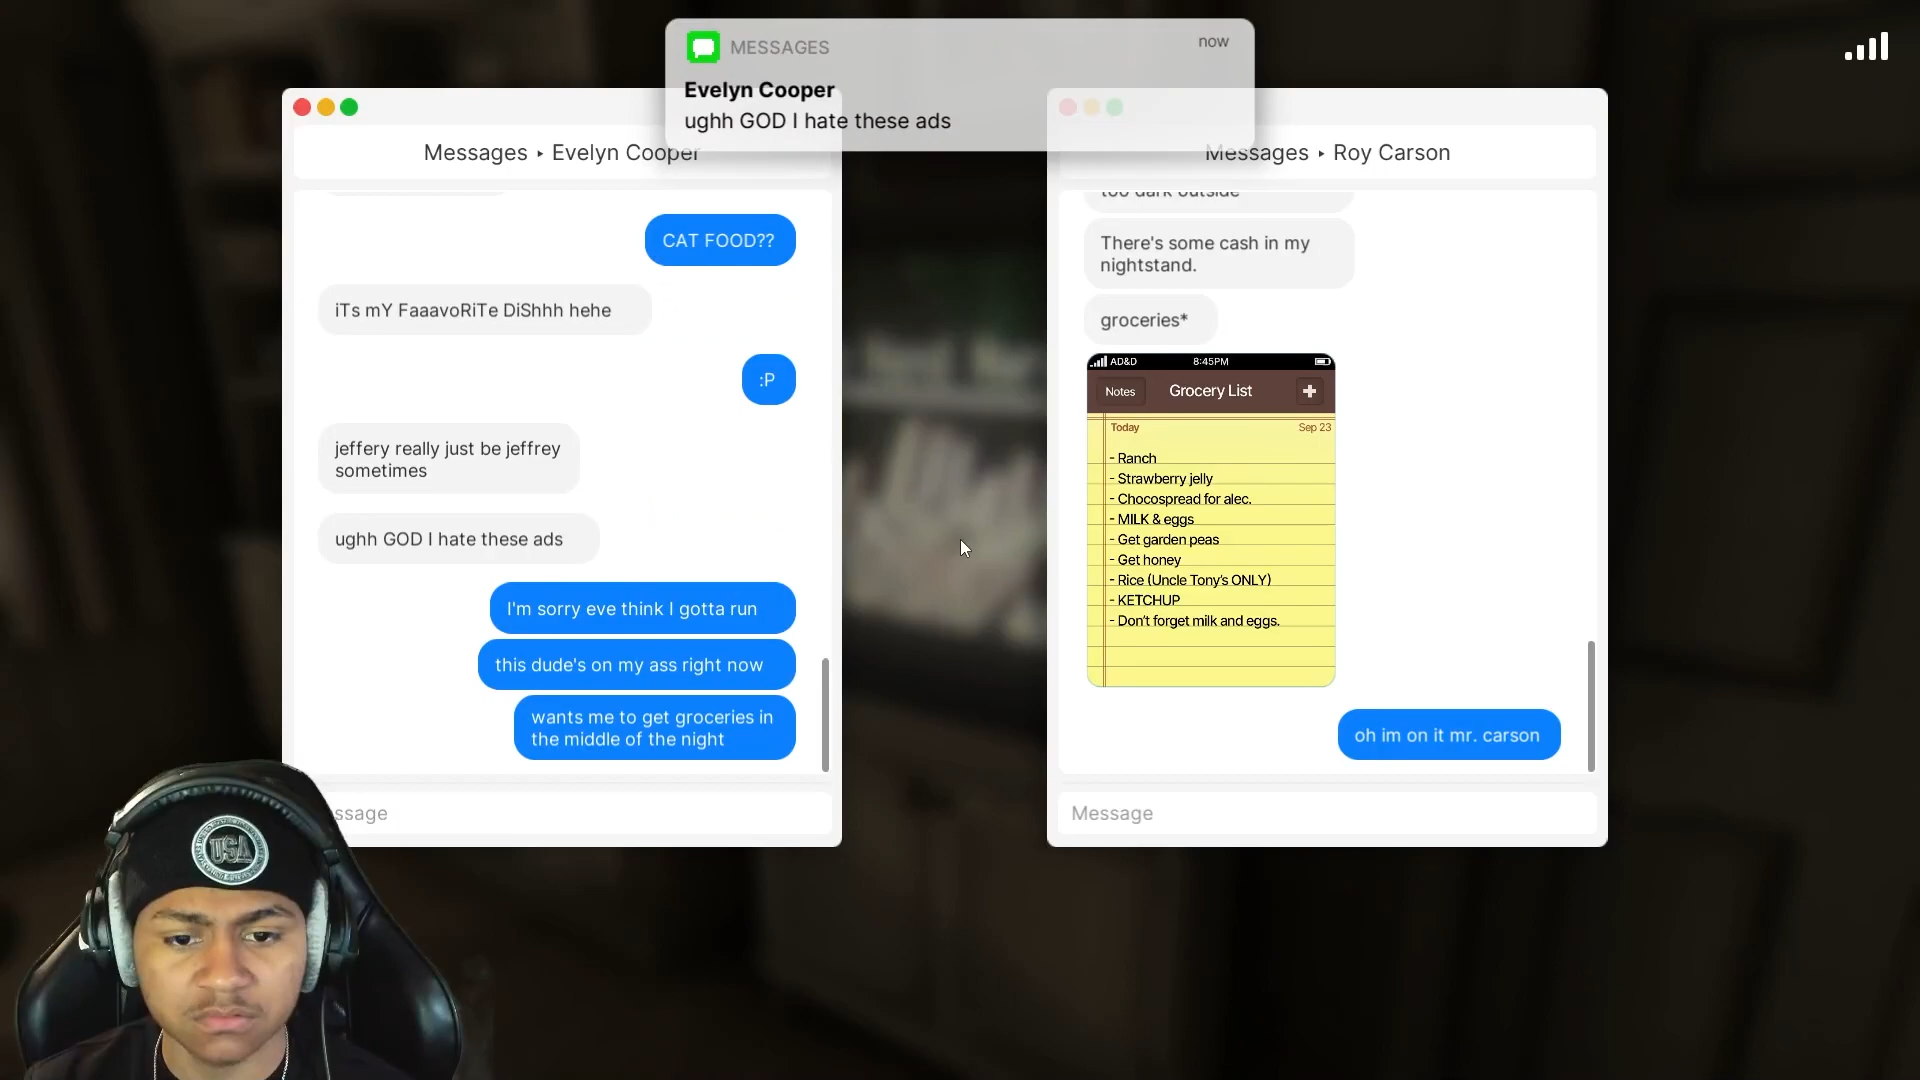 MESSAGES
now
Evelyn Cooper
ughh GOD I hate these ads
Messages ▸ Evelyn Cooper
CAT FOOD??
iTs mY FaaavoRiTe DiShhh hehe
:P
jeffery really just be jeffrey
sometimes
ughh GOD I hate these ads
I'm sorry eve think I gotta run
this dude's on my ass right now
wants me to get groceries in
the middle of the night
ssage
USA
Messages ▸ Roy Carson
too dark outside
There's some cash in my
nightstand.
groceries*
AD&D 8:45PM
Notes Grocery List +
Today Sep 23
- Ranch
- Strawberry jelly
- Chocospread for alec.
- MILK & eggs
- Get garden peas
- Get honey
- Rice (Uncle Tony's ONLY)
- KETCHUP
- Don't forget milk and eggs.
oh im on it mr. carson
Message